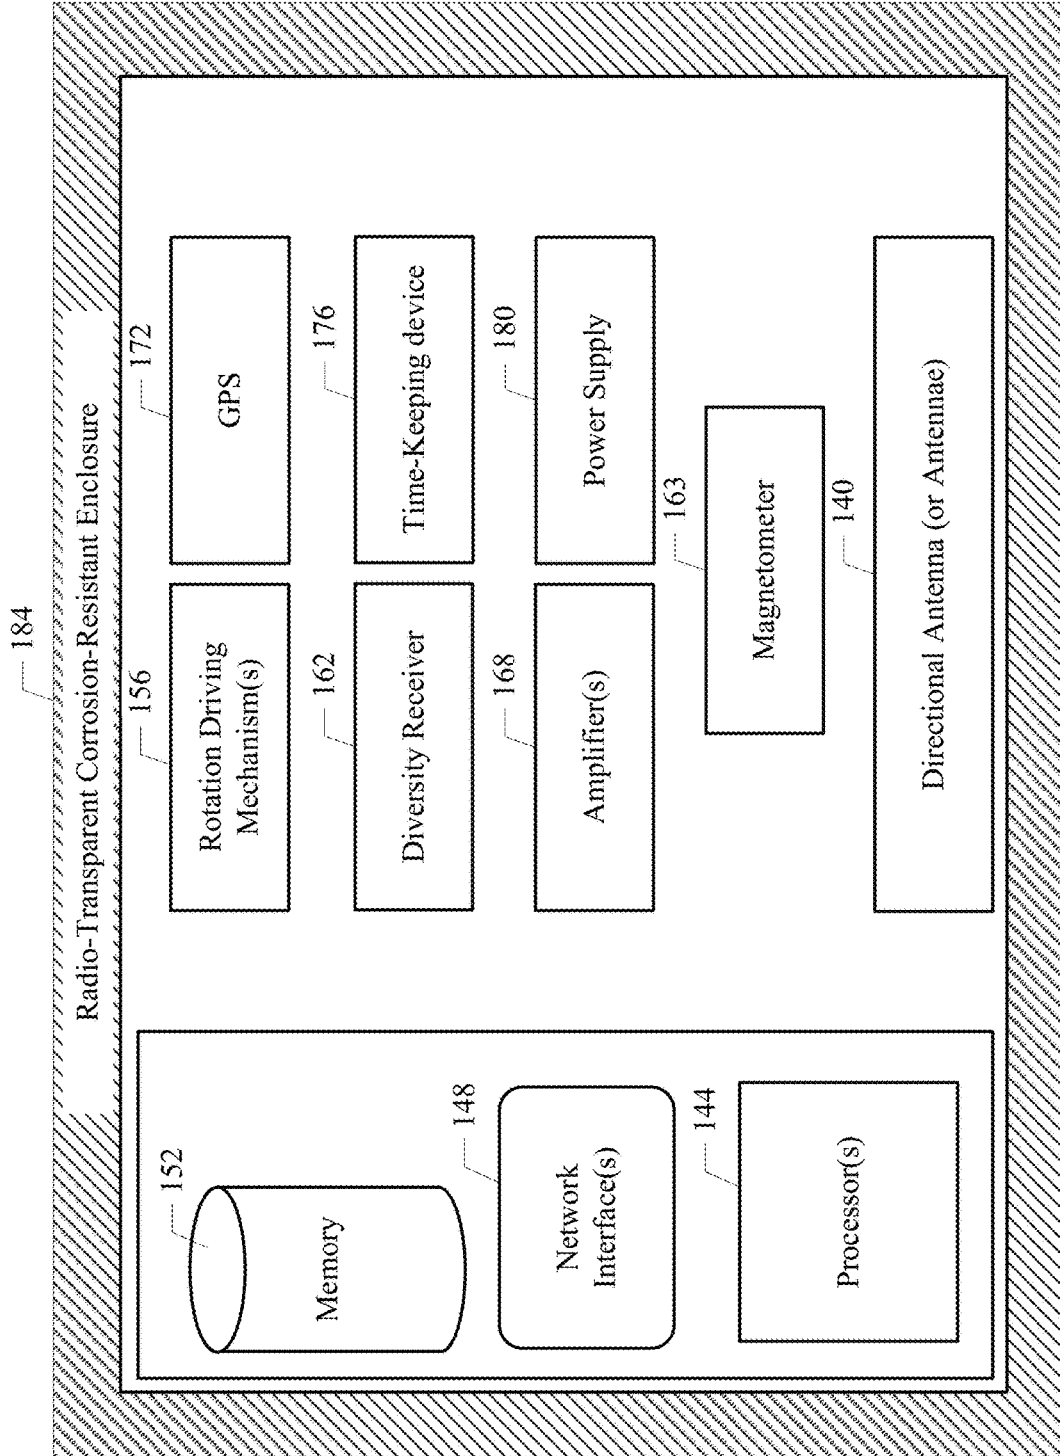 184
Radio-Transparent Corrosion-Resistant Enclosure
152
Memory
148
Network
Interface(s)
144
Processor(s)
156
Rotation Driving
Mechanism(s)
172
GPS
162
Diversity Receiver
176
Time-Keeping device
168
Amplifier(s)
180
Power Supply
163
Magnetometer
140
Directional Antenna (or Antennae)